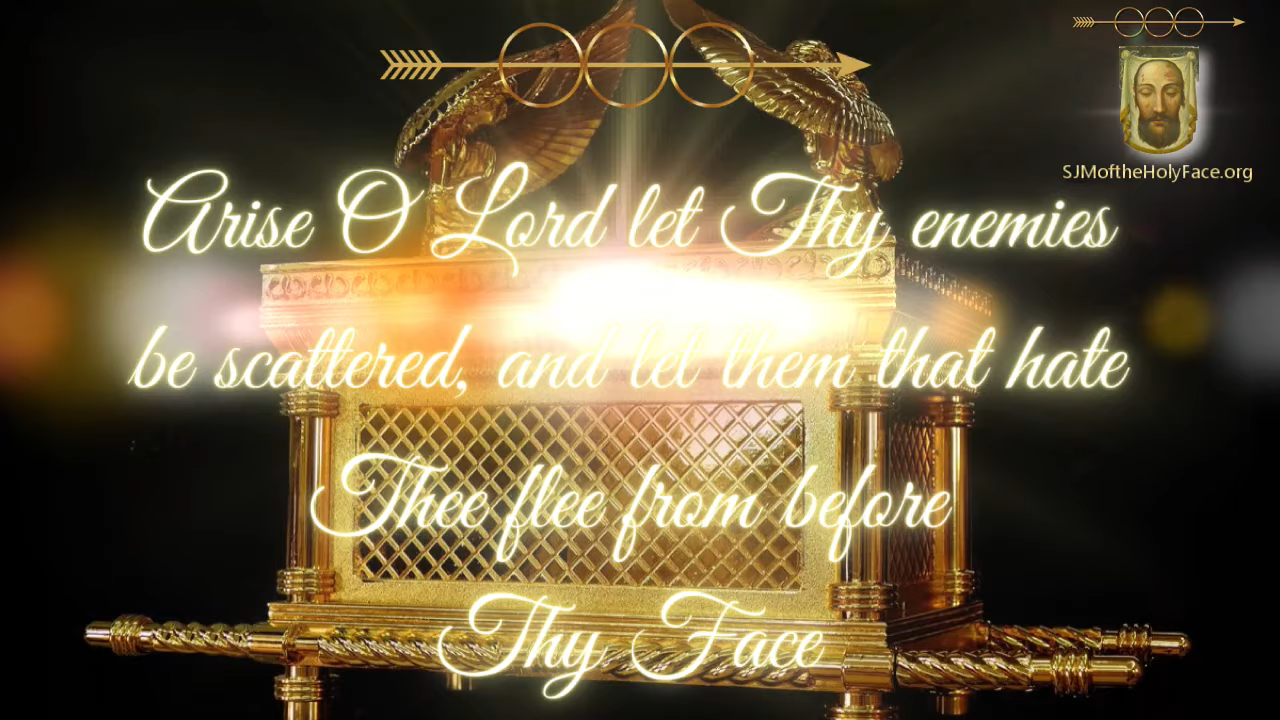 SJMoftheHolyFace.org
Arise O Lord let Thy enemies
be scattered, and let them that hate
Thee flee from before
Thy Face